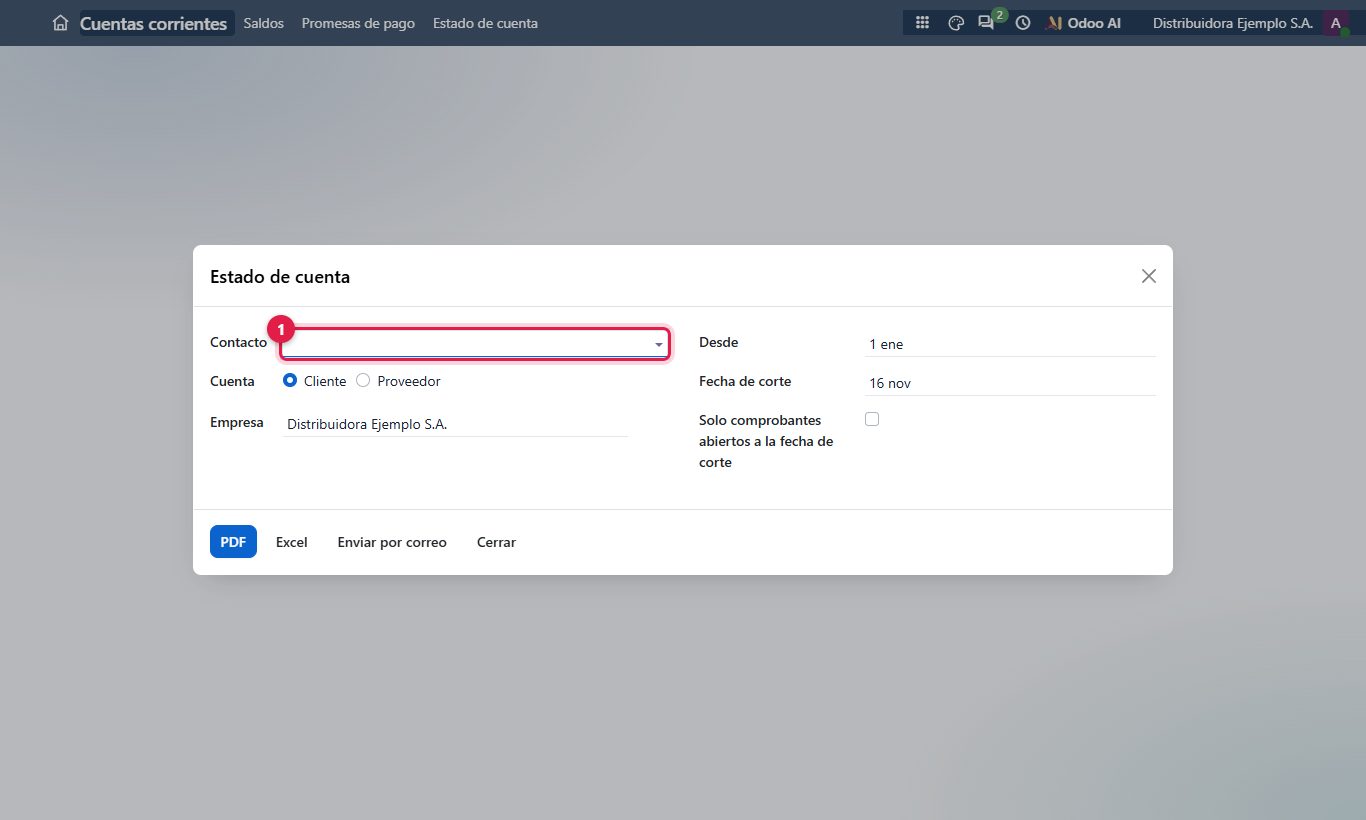 Cuentas corrientes Saldos Promesas de pago Estado de cuenta 2 Odoo AI Distribuidora Ejemplo S.A. A
Estado de cuenta
1
Contacto
Desde 1 ene
Cuenta Cliente Proveedor
Fecha de corte 16 nov
Empresa Distribuidora Ejemplo S.A.
Solo comprobantes
abiertos a la fecha de
corte
PDF Excel Enviar por correo Cerrar